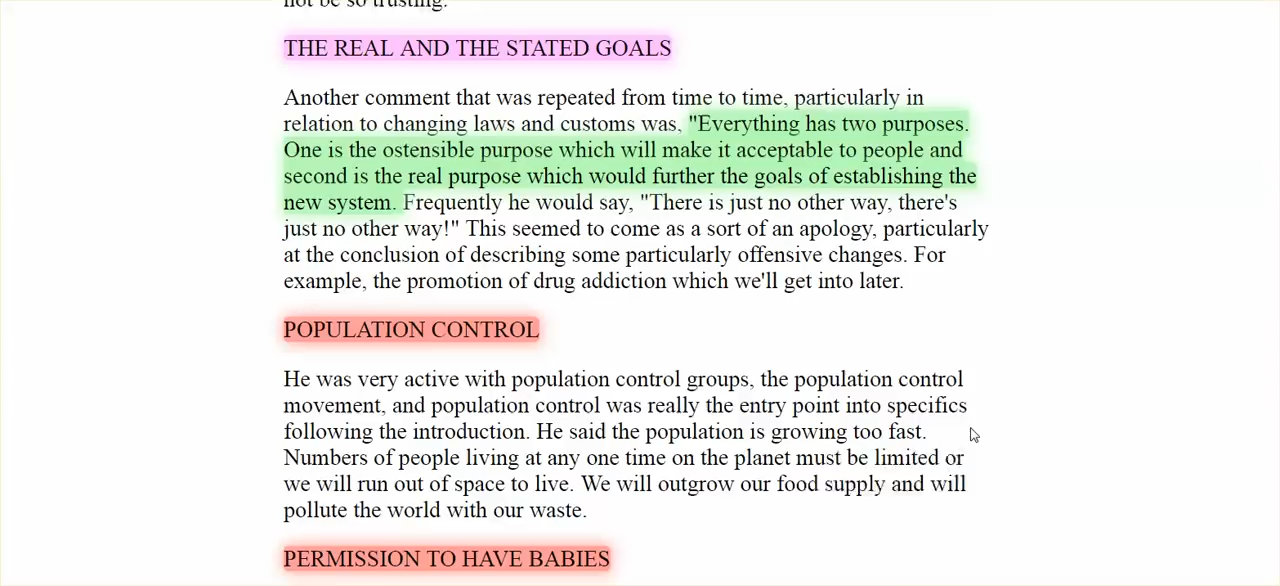 not be so trusting.
THE REAL AND THE STATED GOALS
Another comment that was repeated from time to time, particularly in
relation to changing laws and customs was, "Everything has two purposes.
One is the ostensible purpose which will make it acceptable to people and
second is the real purpose which would further the goals of establishing the
new system. Frequently he would say, "There is just no other way, there's
just no other way!" This seemed to come as a sort of an apology, particularly
at the conclusion of describing some particularly offensive changes. For
example, the promotion of drug addiction which we'll get into later.
POPULATION CONTROL
He was very active with population control groups, the population control
movement, and population control was really the entry point into specifics
following the introduction. He said the population is growing too fast.
Numbers of people living at any one time on the planet must be limited or
we will run out of space to live. We will outgrow our food supply and will
pollute the world with our waste.
PERMISSION TO HAVE BABIES